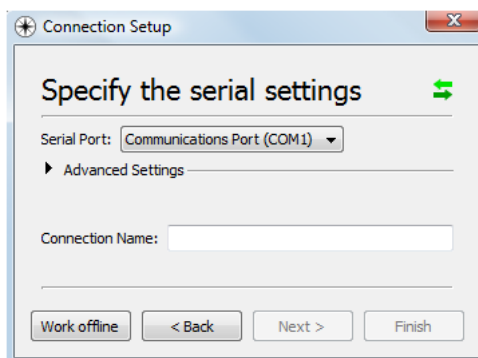 Connection Setup
Specify the serial settings
Serial Port: Communications Port (COM1)
Advanced Settings
Connection Name:
Work offline < Back Next > Finish